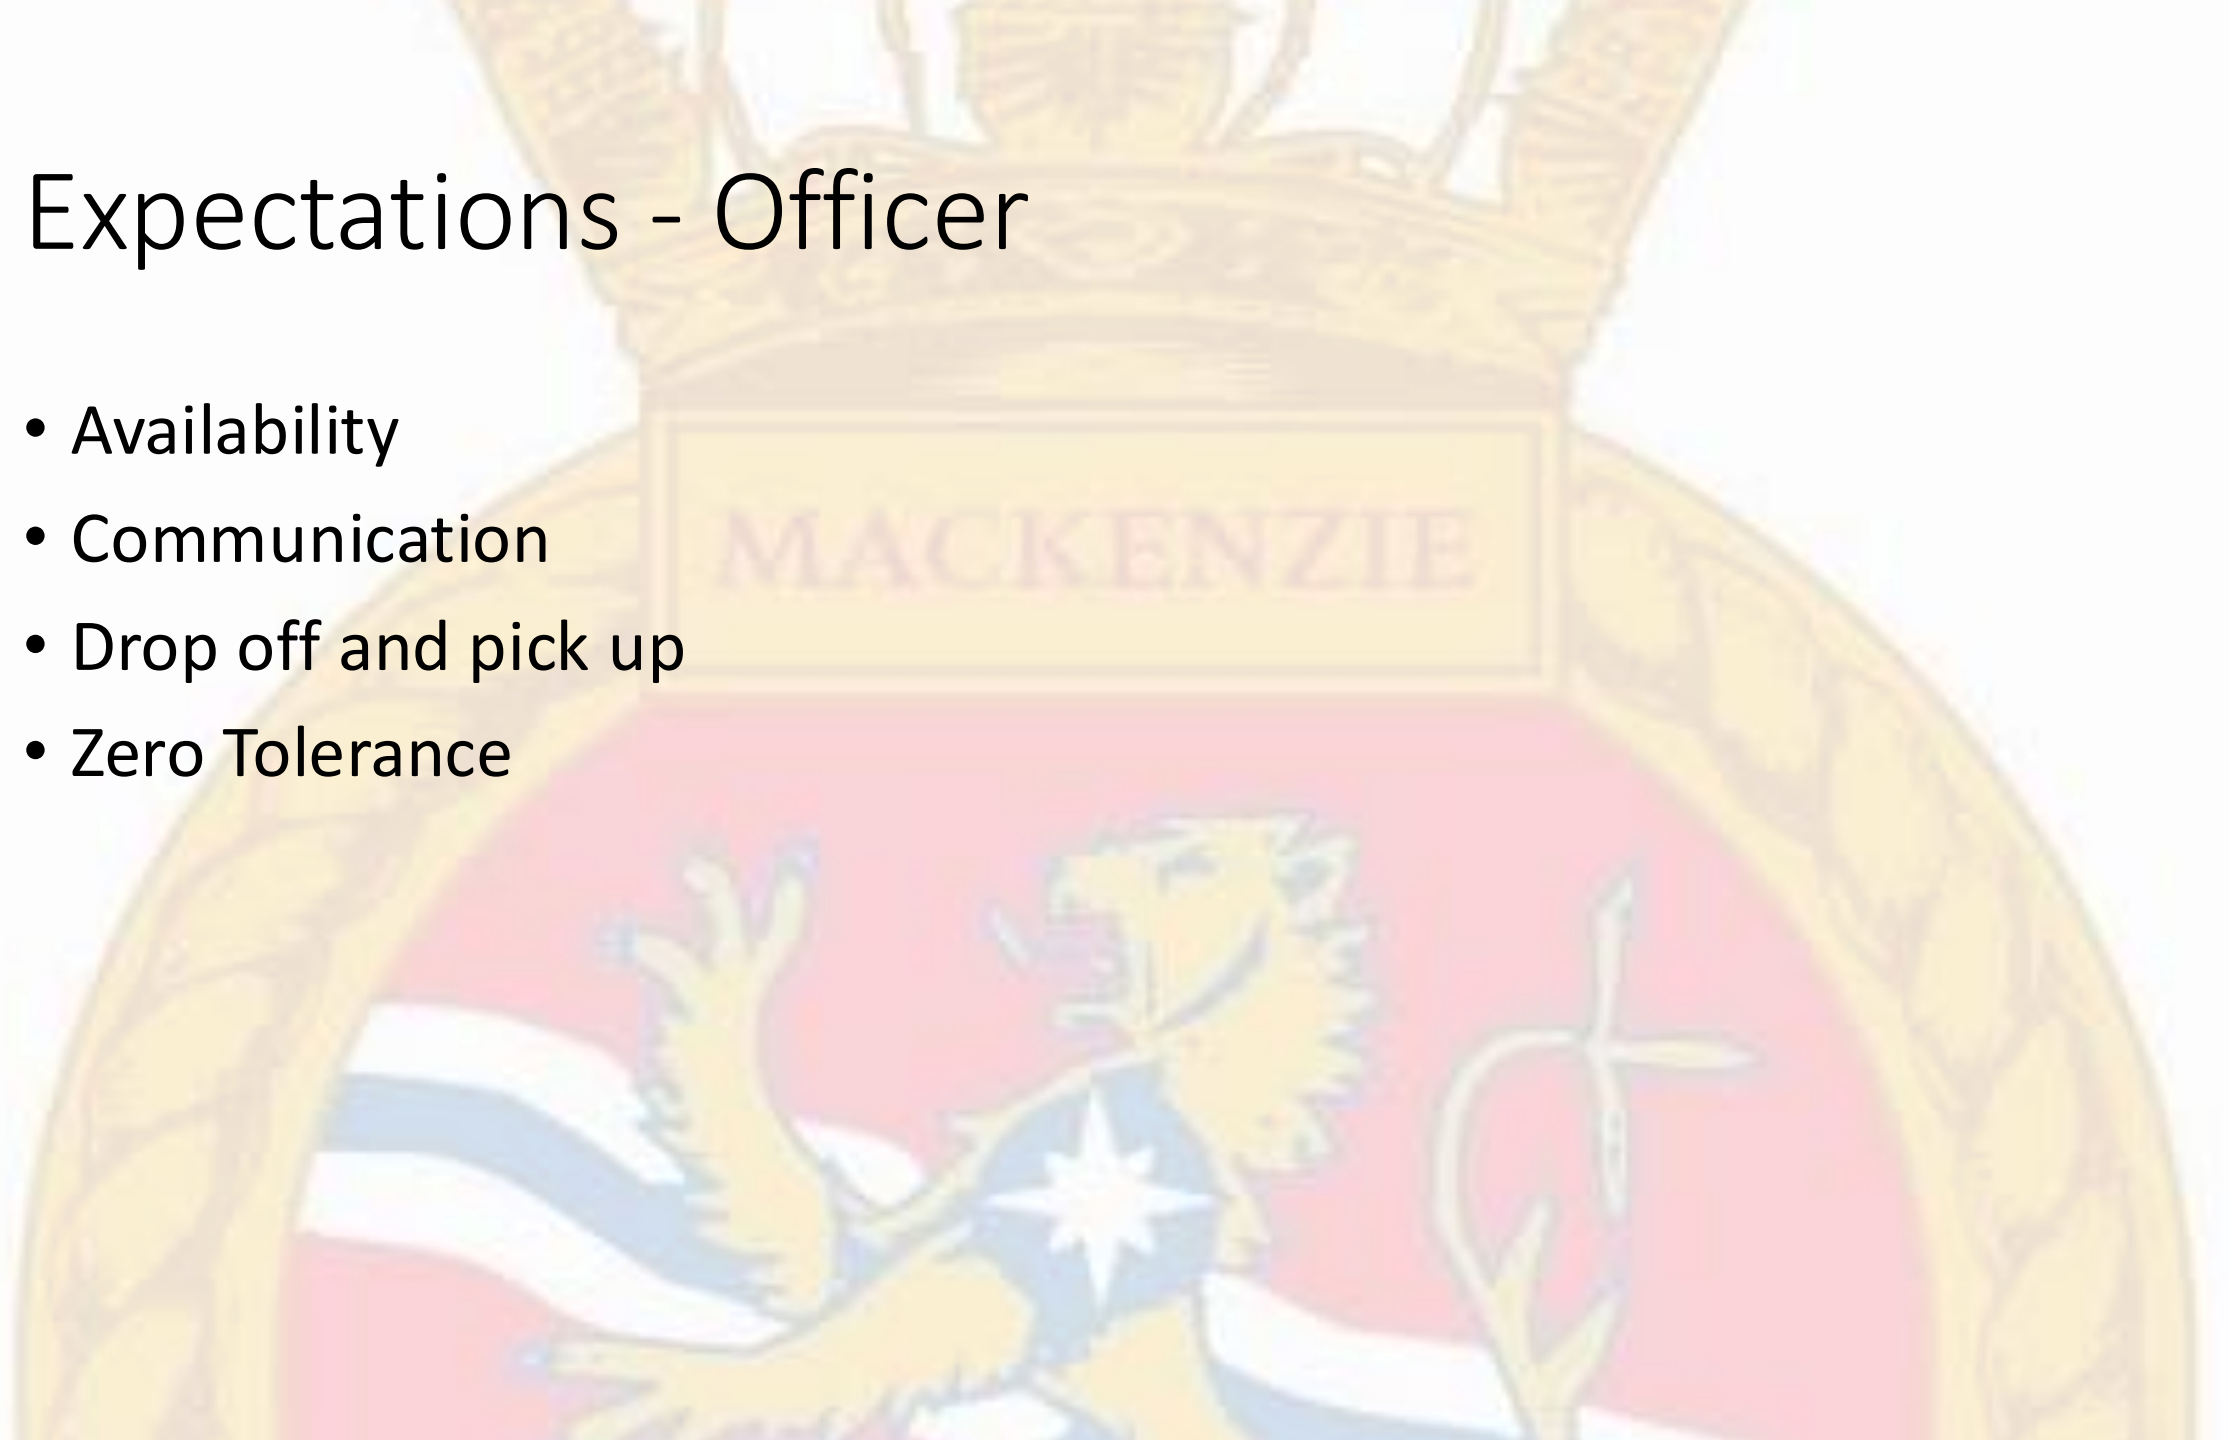 Expectations - Officer
• Availability
• Communication
MACKENZIE
• Drop off and pick up
• Zero Tolerance